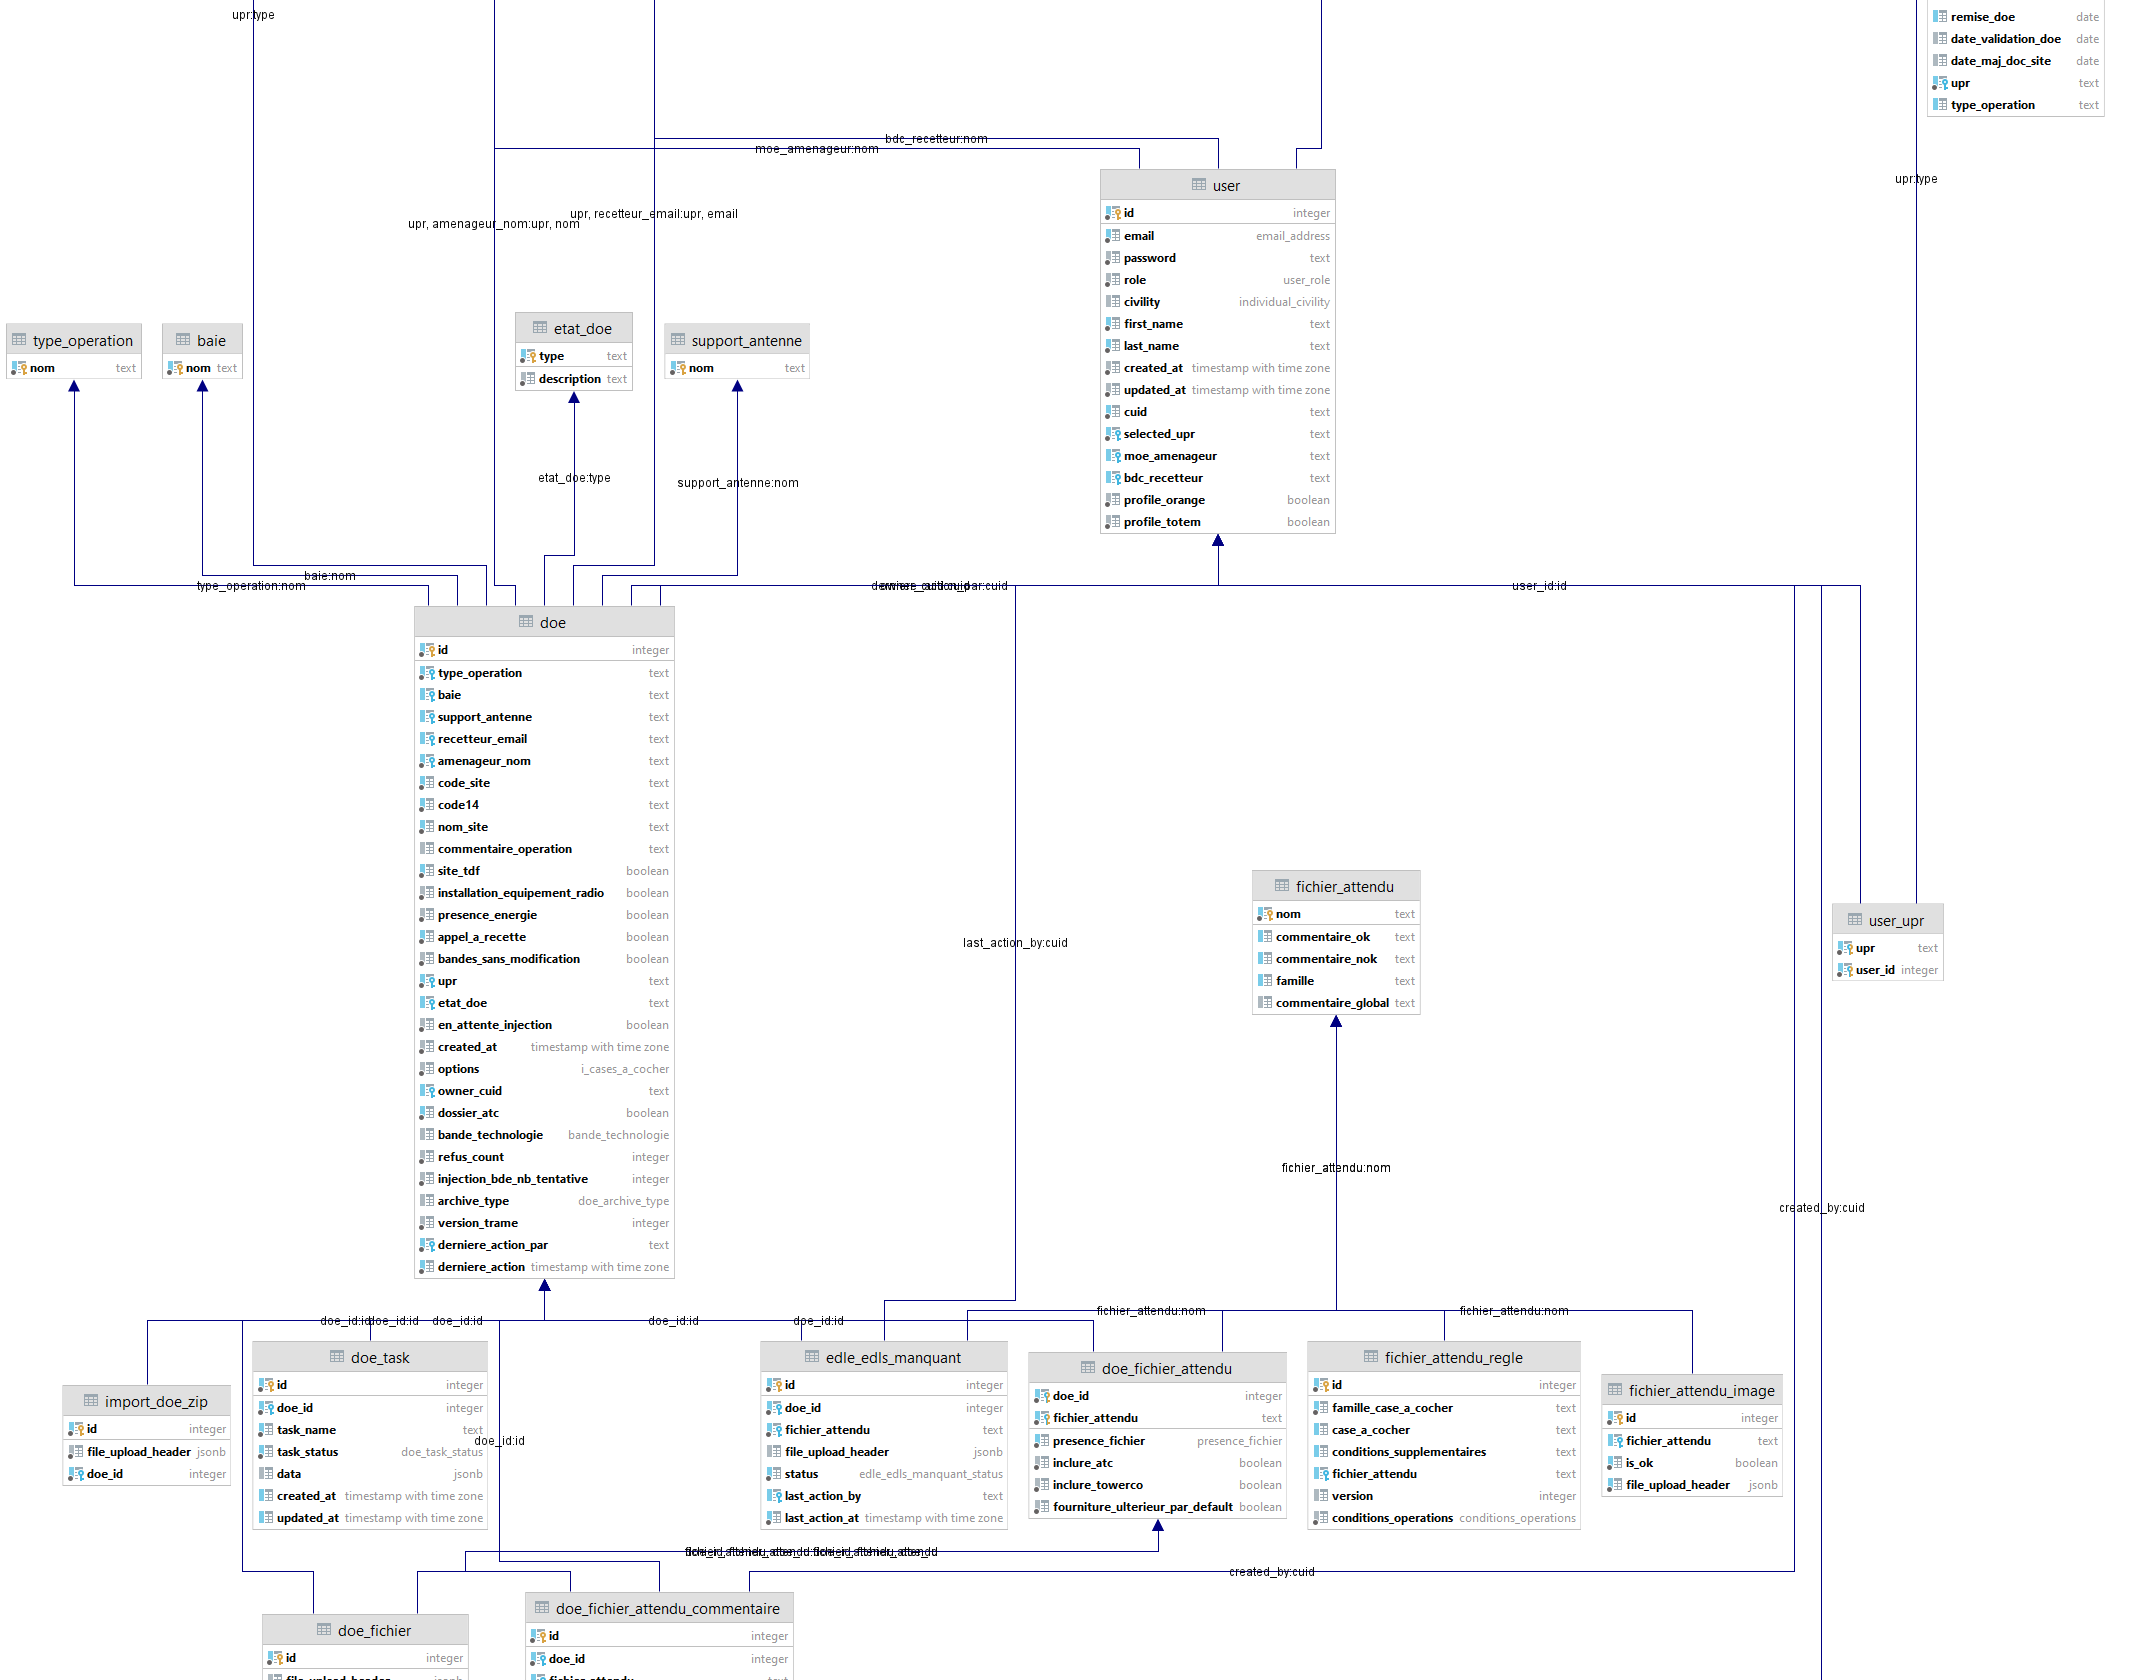 upr:type
remise_doe date
date_validation_doe date
date_maj_doc_site date
upr text
type_operation text
bdc_recetteur:nom
moe_amenageur:nom
upr:type
upr, recetteur_email:upr, email
upr, amenageur_nom:upr, nom
user
id integer
email email_address
password text
role user_role
civility individual_civility
first_name text
last_name text
created_at timestamp with time zone
updated_at timestamp with time zone
cuid text
selected_upr text
moe_amenageur text
bdc_recetteur text
profile_orange boolean
profile_totem boolean
type_operation
nom text
baie
nom text
etat_doe
type text
description text
support_antenne
nom text
etat_doe:type
support_antenne:nom
baie:nom
type_operation:nom
user_id:id
doe
id integer
type_operation text
baie text
support_antenne text
recetteur_email text
amenageur_nom text
code_site text
code14 text
nom_site text
commentaire_operation text
site_tdf boolean
installation_equipement_radio boolean
presence_energie boolean
appel_a_recette boolean
bandes_sans_modification boolean
upr text
etat_doe text
en_attente_injection boolean
created_at timestamp with time zone
options i_cases_a_cocher
owner_cuid text
dossier_atc boolean
bande_technologie bande_technologie
refus_count integer
injection_bde_nb_tentative integer
archive_type doe_archive_type
version_trame integer
derniere_action_par text
derniere_action timestamp with time zone
last_action_by:cuid
fichier_attendu
nom text
commentaire_ok text
commentaire_nok text
famille text
commentaire_global text
user_upr
upr text
user_id integer
fichier_attendu:nom
created_by:cuid
fichier_attendu:nom
fichier_attendu:nom
doe_id:id
doe_id:id
doe_id:id
doe_id:id
doe_id:id
import_doe_zip
id integer
file_upload_header jsonb
doe_id integer
doe_task
id integer
doe_id integer
task_name text
task_status doe_task_status
data jsonb
created_at timestamp with time zone
updated_at timestamp with time zone
doe_id:id
edle_edls_manquant
id integer
doe_id integer
fichier_attendu text
file_upload_header jsonb
status edle_edls_manquant_status
last_action_by text
last_action_at timestamp with time zone
doe_fichier_attendu
doe_id integer
fichier_attendu text
presence_fichier presence_fichier
inclure_atc boolean
inclure_towerco boolean
fourniture_ulterieur_par_default boolean
fichier_attendu_regle
id integer
famille_case_a_cocher text
case_a_cocher text
conditions_supplementaires text
fichier_attendu text
version integer
conditions_operations conditions_operations
fichier_attendu_image
id integer
fichier_attendu text
is_ok boolean
file_upload_header jsonb
created_by:cuid
doe_fichier
id integer
file_upload_header jsonb
doe_fichier_attendu_commentaire
id integer
doe_id integer
fichier_attendu text